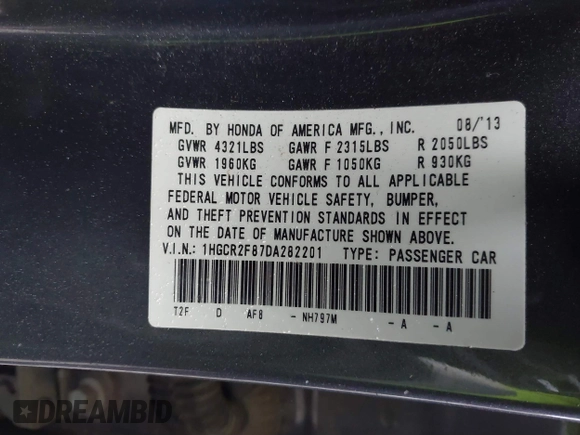 MFD. BY HONDA OF AMERICA MFG., INC. 08/'13
GVWR 4321LBS GAWR F 2315LBS R 2050LBS
GVWR 1960KG GAWR F 1050KG R 930KG
THIS VEHICLE CONFORMS TO ALL APPLICABLE
FEDERAL MOTOR VEHICLE SAFETY, BUMPER,
AND THEFT PREVENTION STANDARDS IN EFFECT
ON THE DATE OF MANUFACTURE SHOWN ABOVE.
V.I.N.: 1HGCR2F87DA282201 TYPE: PASSENGER CAR
T2F D AF8 - NH797M - A - A
DREAMBID